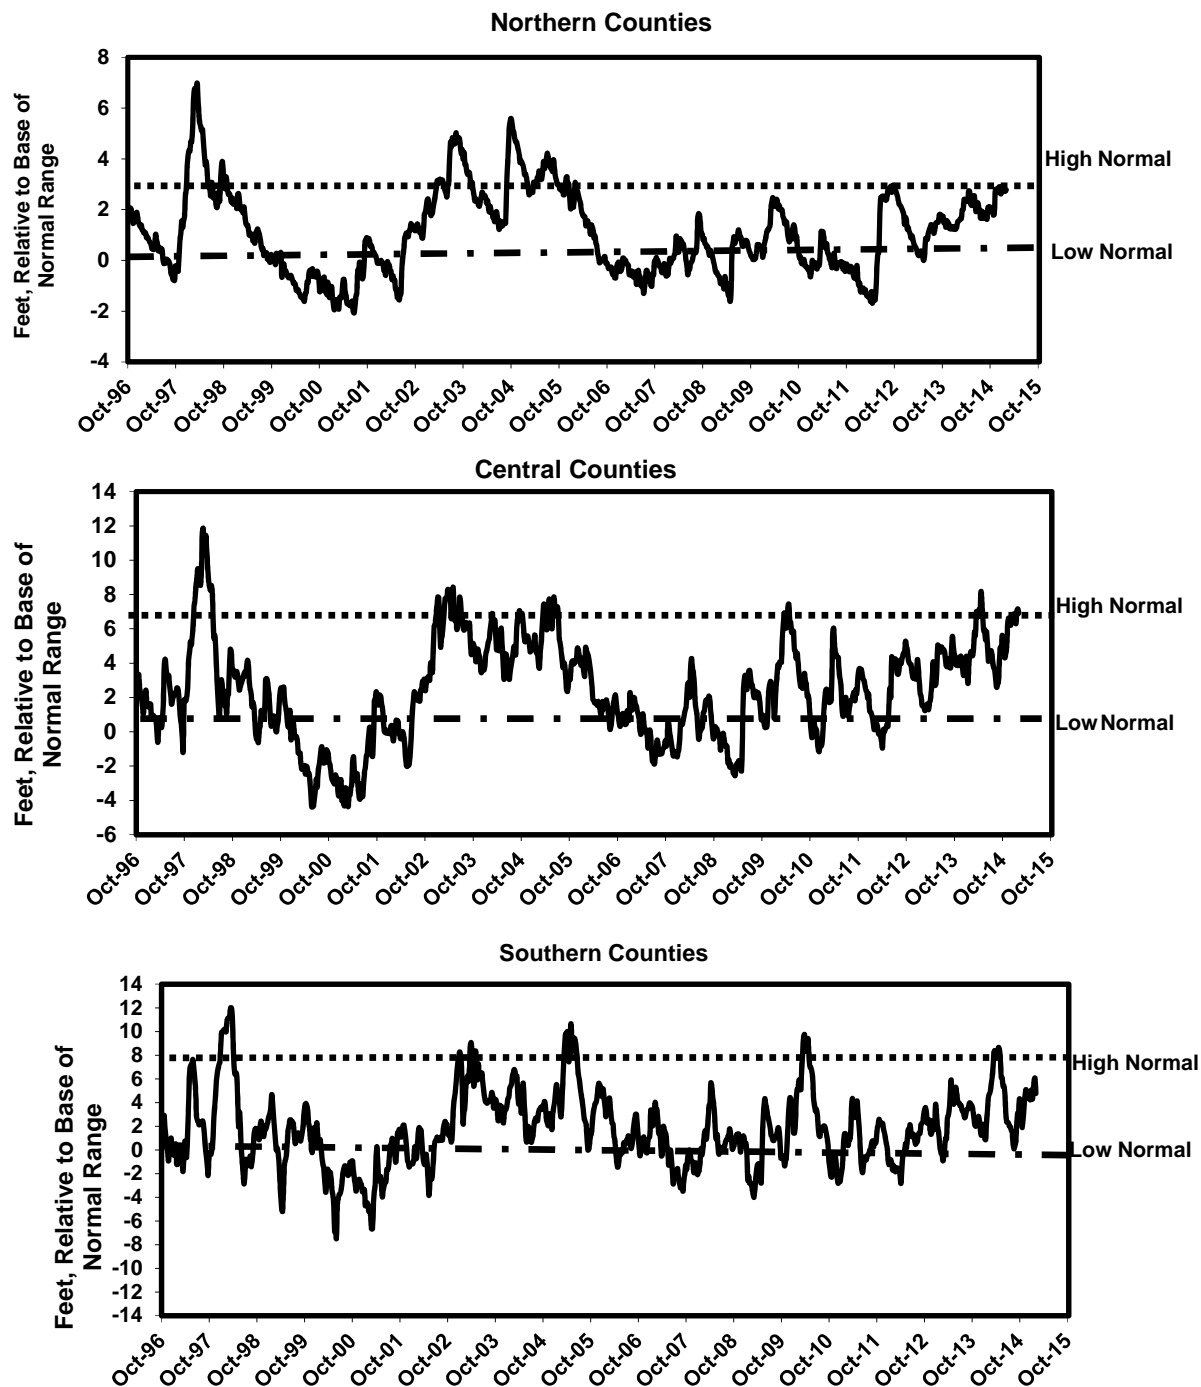 Northern Counties
Feet, Relative to Base of
Normal Range
8
6
4
2
0
-2
-4
High Normal
Low Normal
Oct-96
Oct-97
Oct-98
Oct-99
Oct-00
Oct-01
Oct-02
Oct-03
Oct-04
Oct-05
Oct-06
Oct-07
Oct-08
Oct-09
Oct-10
Oct-11
Oct-12
Oct-13
Oct-14
Oct-15
Central Counties
Feet, Relative to Base of
Normal Range
14
12
10
8
6
4
2
0
-2
-4
-6
High Normal
Low Normal
Oct-96
Oct-97
Oct-98
Oct-99
Oct-00
Oct-01
Oct-02
Oct-03
Oct-04
Oct-05
Oct-06
Oct-07
Oct-08
Oct-09
Oct-10
Oct-11
Oct-12
Oct-13
Oct-14
Oct-15
Southern Counties
Feet, Relative to Base of
Normal Range
14
12
10
8
6
4
2
0
-2
-4
-6
-8
-10
-12
-14
High Normal
Low Normal
Oct-96
Oct-97
Oct-98
Oct-99
Oct-00
Oct-01
Oct-02
Oct-03
Oct-04
Oct-05
Oct-06
Oct-07
Oct-08
Oct-09
Oct-10
Oct-11
Oct-12
Oct-13
Oct-14
Oct-15